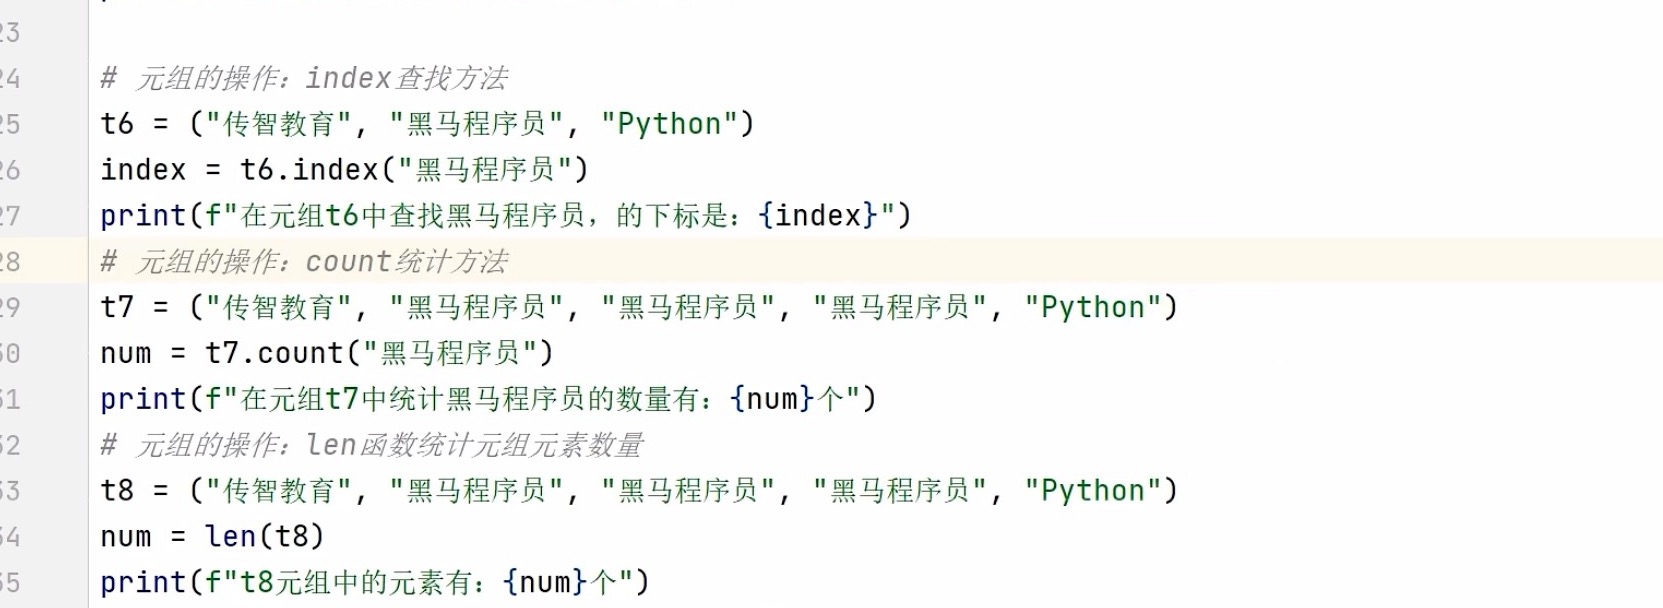 23
24 # 元组的操作：index查找方法
25 t6 = ("传智教育", "黑马程序员", "Python")
26 index = t6.index("黑马程序员")
27 print(f"在元组t6中查找黑马程序员，的下标是：{index}")
28 # 元组的操作：count统计方法
29 t7 = ("传智教育", "黑马程序员", "黑马程序员", "黑马程序员", "Python")
30 num = t7.count("黑马程序员")
31 print(f"在元组t7中统计黑马程序员的数量有：{num}个")
32 # 元组的操作：len函数统计元组元素数量
33 t8 = ("传智教育", "黑马程序员", "黑马程序员", "黑马程序员", "Python")
34 num = len(t8)
35 print(f"t8元组中的元素有：{num}个")